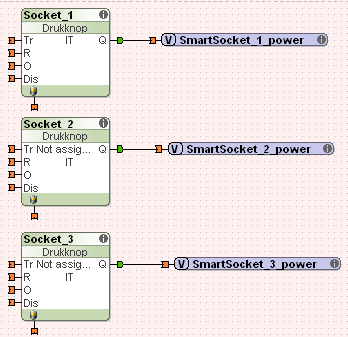 Socket_1
Drukknop
Tr IT Q V SmartSocket_1_power
R
O
Dis
Socket_2
Drukknop
Tr Not assig... Q V SmartSocket_2_power
R IT
O
Dis
Socket_3
Drukknop
Tr Not assig... Q V SmartSocket_3_power
R IT
O
Dis